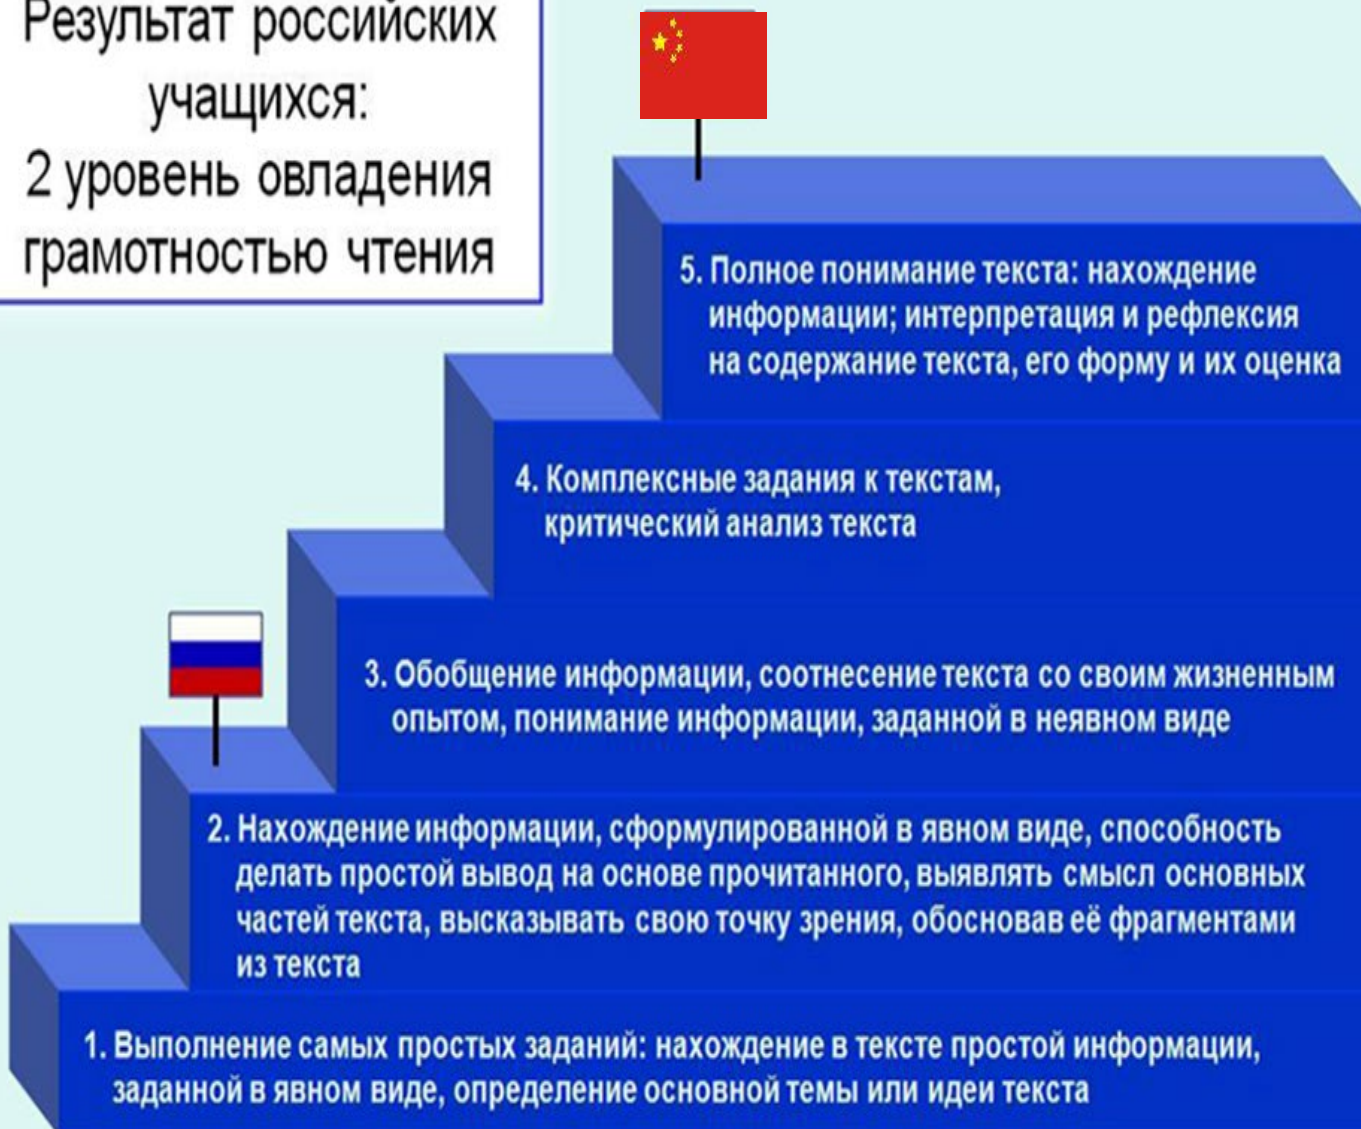 Результат российских
учащихся:
2 уровень овладения
грамотностью чтения
5. Полное понимание текста: нахождение
информации; интерпретация и рефлексия
на содержание текста, его форму и их оценка
4. Комплексные задания к текстам,
критический анализ текста
3. Обобщение информации, соотнесение текста со своим жизненным
опытом, понимание информации, заданной в неявном виде
2. Нахождение информации, сформулированной в явном виде, способность
делать простой вывод на основе прочитанного, выявлять смысл основных
частей текста, высказывать свою точку зрения, обосновав её фрагментами
из текста
1. Выполнение самых простых заданий: нахождение в тексте простой информации,
заданной в явном виде, определение основной темы или идеи текста